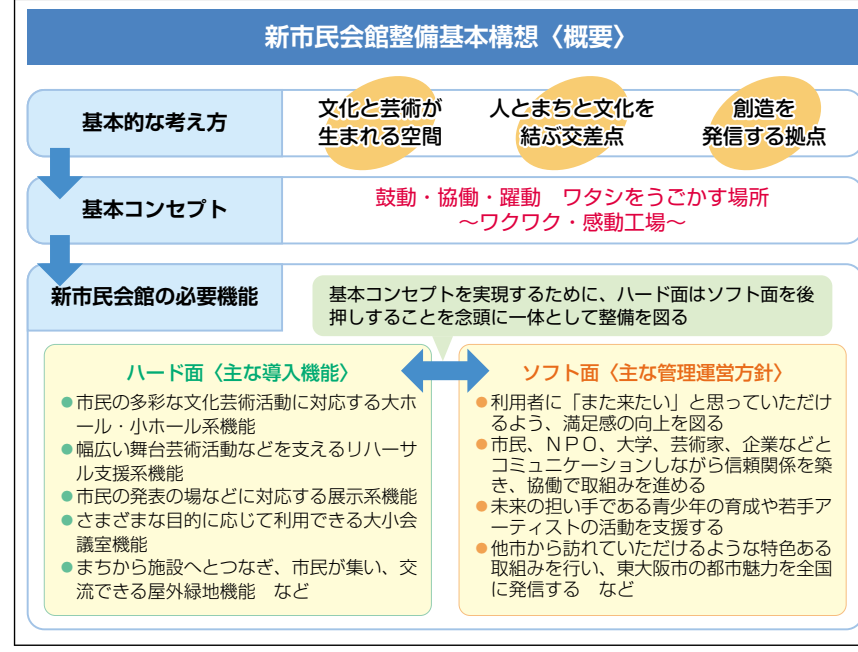 新市民会館整備基本構想〈概要〉
基本的な考え方
文化と芸術が
生まれる空間
人とまちと文化を
結ぶ交差点
創造を
発信する拠点
基本コンセプト
鼓動・協働・躍動　ワタシをうごかす場所
～ワクワク・感動工場～
新市民会館の必要機能
基本コンセプトを実現するために、ハード面はソフト面を後
押しすることを念頭に一体として整備を図る
ハード面〈主な導入機能〉
●市民の多彩な文化芸術活動に対応する大ホ
ール・小ホール系機能
●幅広い舞台芸術活動などを支えるリハーサ
ル支援系機能
●市民の発表の場などに対応する展示系機能
●さまざまな目的に応じて利用できる大小会
議室機能
●まちから施設へとつなぎ、市民が集い、交
流できる屋外緑地機能　など
ソフト面〈主な管理運営方針〉
●利用者に「また来たい」と思っていただけ
るよう、満足感の向上を図る
●市民、ＮＰＯ、大学、芸術家、企業などと
コミュニケーションしながら信頼関係を築
き、協働で取組みを進める
●未来の担い手である青少年の育成や若手ア
ーティストの活動を支援する
●他市から訪れていただけるような特色ある
取組みを行い、東大阪市の都市魅力を全国
に発信する　など